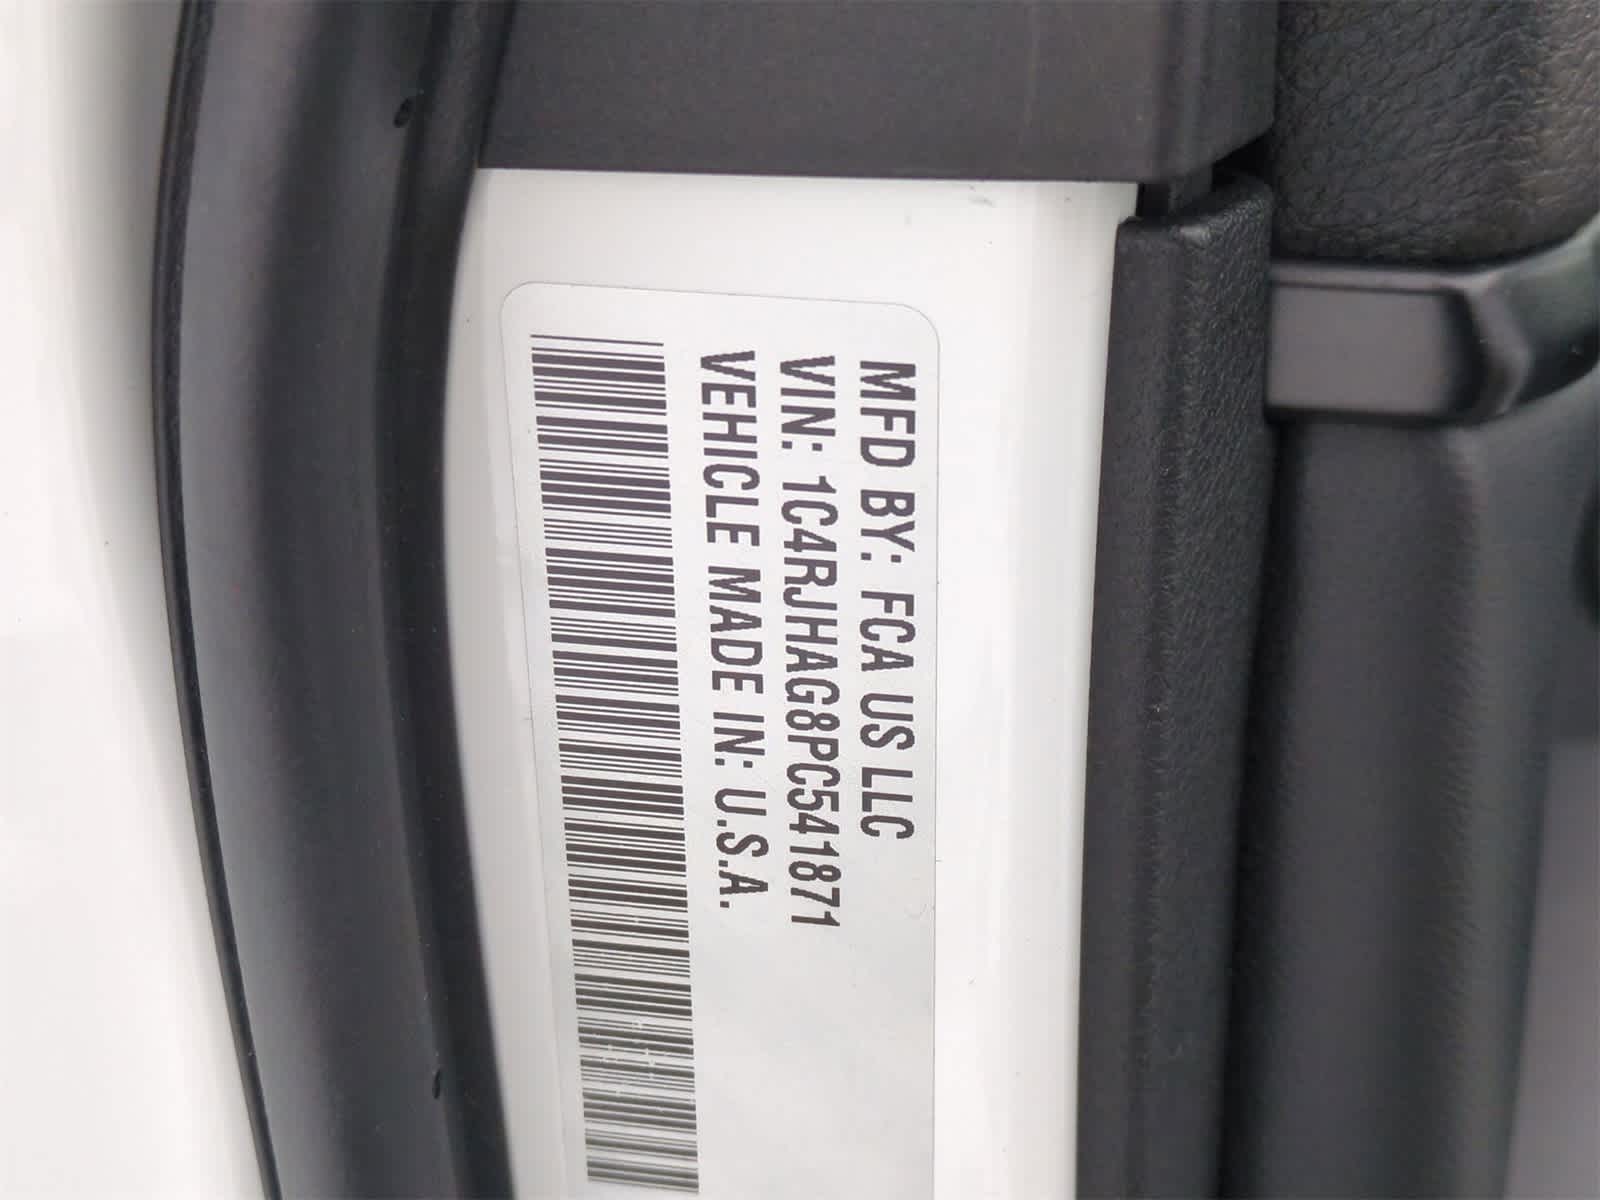 MFD BY: FCA US LLC
VIN: 1C4RJHAG8PC541871
VEHICLE MADE IN: U.S.A.